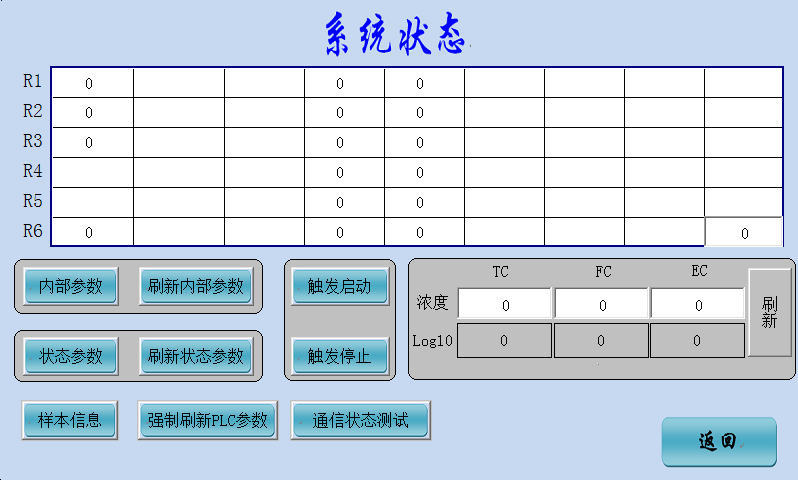 系统状态
R1 0 0 0
R2 0 0 0
R3 0 0 0
R4 0 0
R5 0 0
R6 0 0 0 0
内部参数 刷新内部参数 触发启动
状态参数 刷新状态参数 触发停止
TC FC EC
浓度 0 0 0
Log10 0 0 0
刷新
样本信息 强制刷新PLC参数 通信状态测试
返回